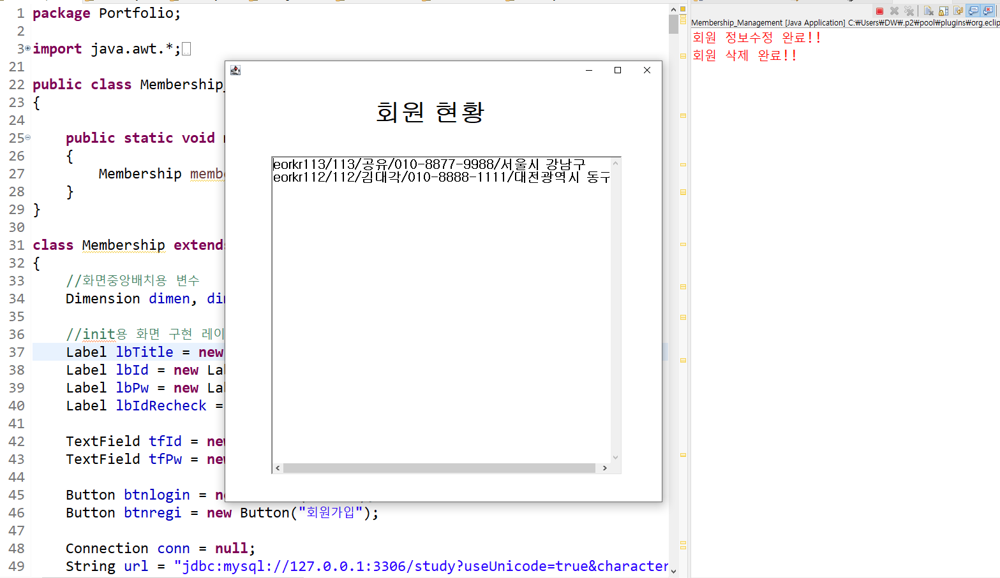 1 package Portfolio;
2
3 import java.awt.*;
21
22 public class Membership_
23 {
24
25 public static void
26 {
27 Membership membe
28 }
29 }
30
31 class Membership extends
32 {
33 //화면중앙배치용 변수
34 Dimension dimen,
35
36 //init용 화면 구현 레이
37 Label lbTitle = new
38 Label lbId = new Lab
39 Label lbPw = new Lab
40 Label lbIdRecheck =
41
42 TextField tfId = new
43 TextField tfPw = new
44
45 Button btnlogin =
46 Button btnregi = new Button("회원가입");
47
48 Connection conn = null;
49 String url = "jdbc:mysql://127.0.0.1:3306/study?useUnicode=true&character
회원 현황
eorkr113/113/공유/010-8877-9988/서울시 강남구
eorkr112/112/김대각/010-8888-1111/대전광역시 동구
Membership_Management [Java Application] C:₩Users₩DW₩.p2₩pool₩plugins₩org.eclip
회원 정보수정 완료!!
회원 삭제 완료!!